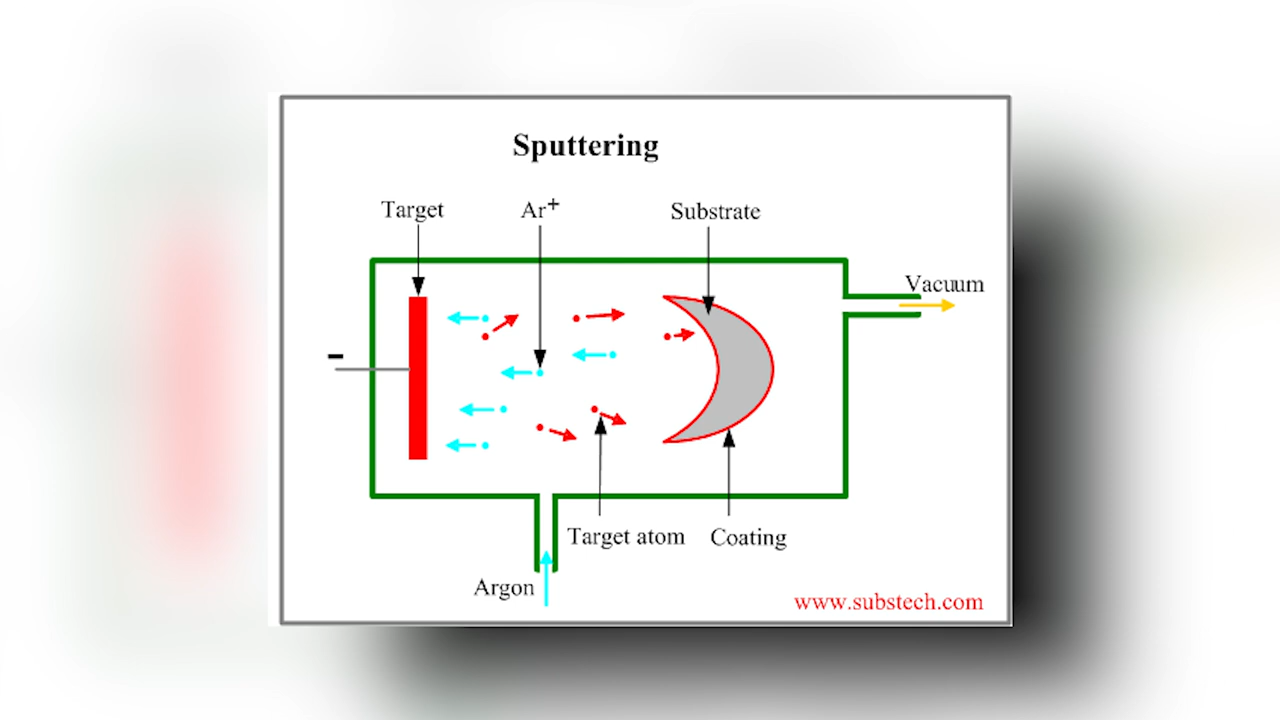 Sputtering
Target
Ar+
Substrate
Vacuum
-
Target atom
Coating
Argon
www.substech.com